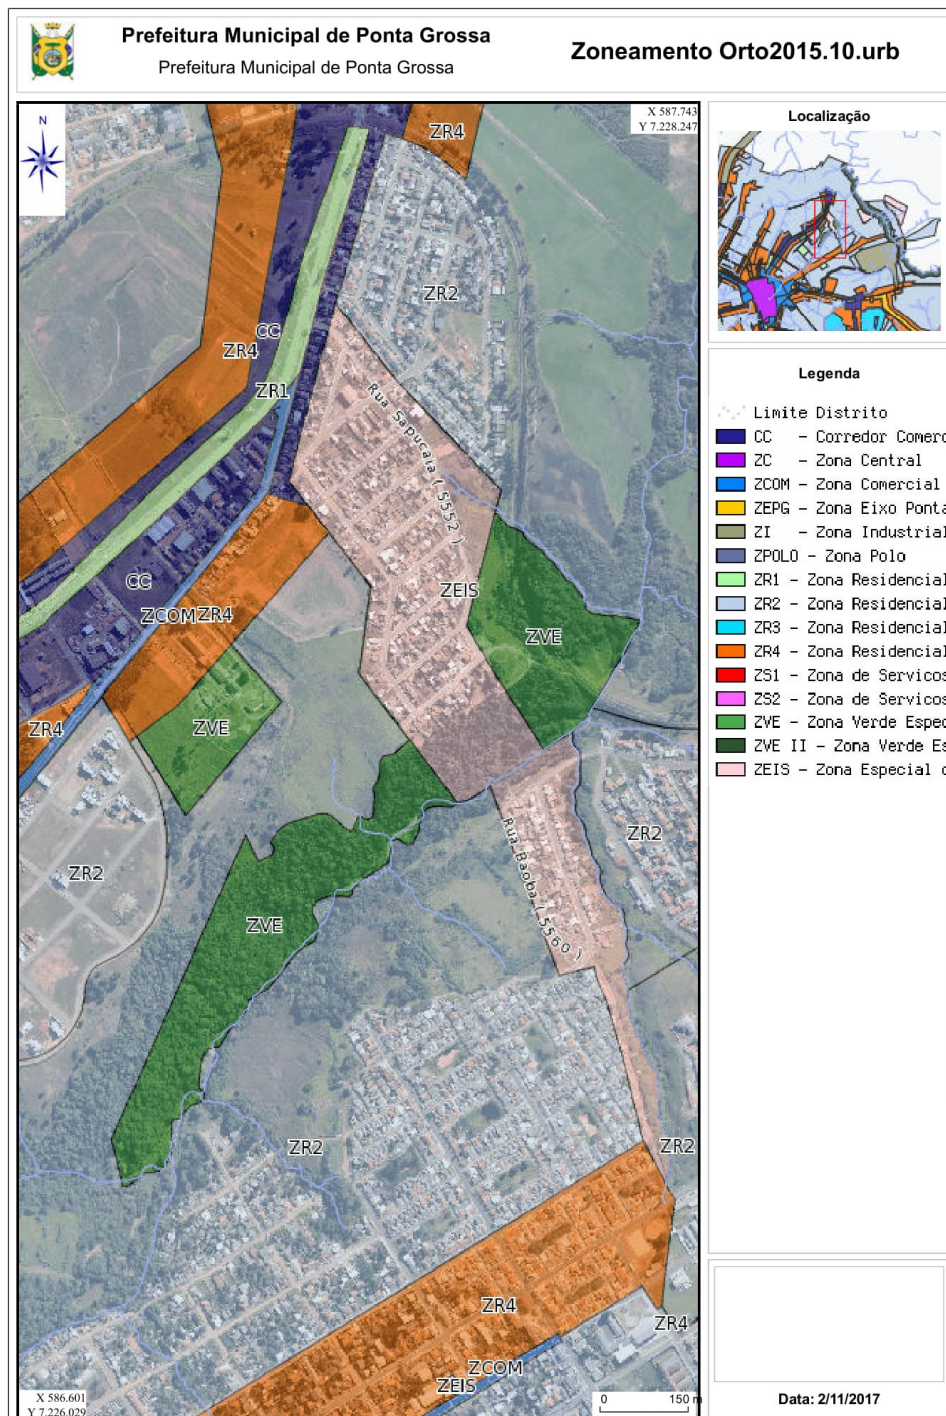 Prefeitura Municipal de Ponta Grossa
Prefeitura Municipal de Ponta Grossa
Zoneamento Orto2015.10.urb
N
X 587.743
Y 7.228.247
ZR4
ZR2
CC
ZR4
ZR1
Rua Sapucaia ( 5552 )
CC
ZCOM
ZR4
ZEIS
ZVE
ZR4
ZVE
ZR2
ZR2
Rua Baoba ( 5560 )
ZVE
ZR2
ZR2
ZR4
ZR4
ZCOM
ZEIS
X 586.601
Y 7.226.029
0 150 m
Localização
Legenda
Limite Distrito
CC - Corredor Comerc
ZC - Zona Central
ZCOM - Zona Comercial
ZEPG - Zona Eixo Ponta
ZI - Zona Industrial
ZPOLO - Zona Polo
ZR1 - Zona Residencial
ZR2 - Zona Residencial
ZR3 - Zona Residencial
ZR4 - Zona Residencial
ZS1 - Zona de Servicos
ZS2 - Zona de Servicos
ZVE - Zona Verde Espec
ZVE II - Zona Verde Es
ZEIS - Zona Especial d
Data: 2/11/2017